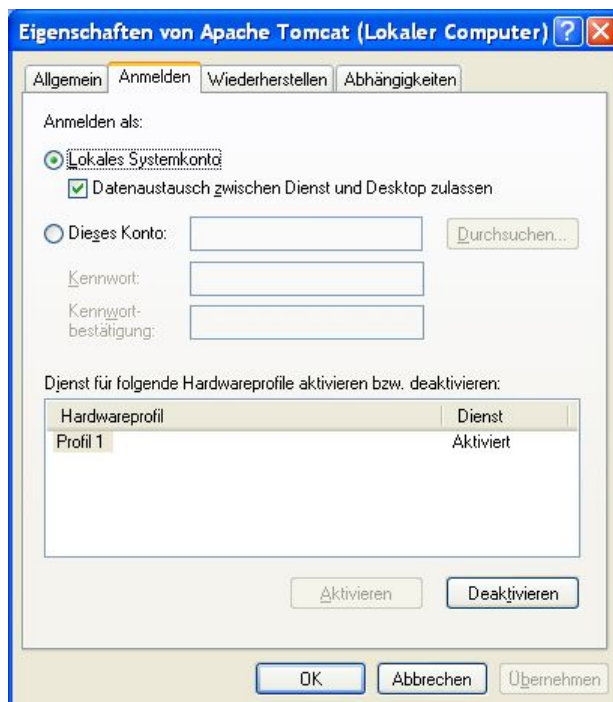 Eigenschaften von Apache Tomcat (Lokaler Computer)
Allgemein Anmelden Wiederherstellen Abhängigkeiten
Anmelden als:
Lokales Systemkonto
Datenaustausch zwischen Dienst und Desktop zulassen
Dieses Konto: Durchsuchen...
Kennwort:
Kennwort-
bestätigung:
Dienst für folgende Hardwareprofile aktivieren bzw. deaktivieren:
Hardwareprofil Dienst
Profil 1 Aktiviert
Aktivieren Deaktivieren
OK Abbrechen Übernehmen